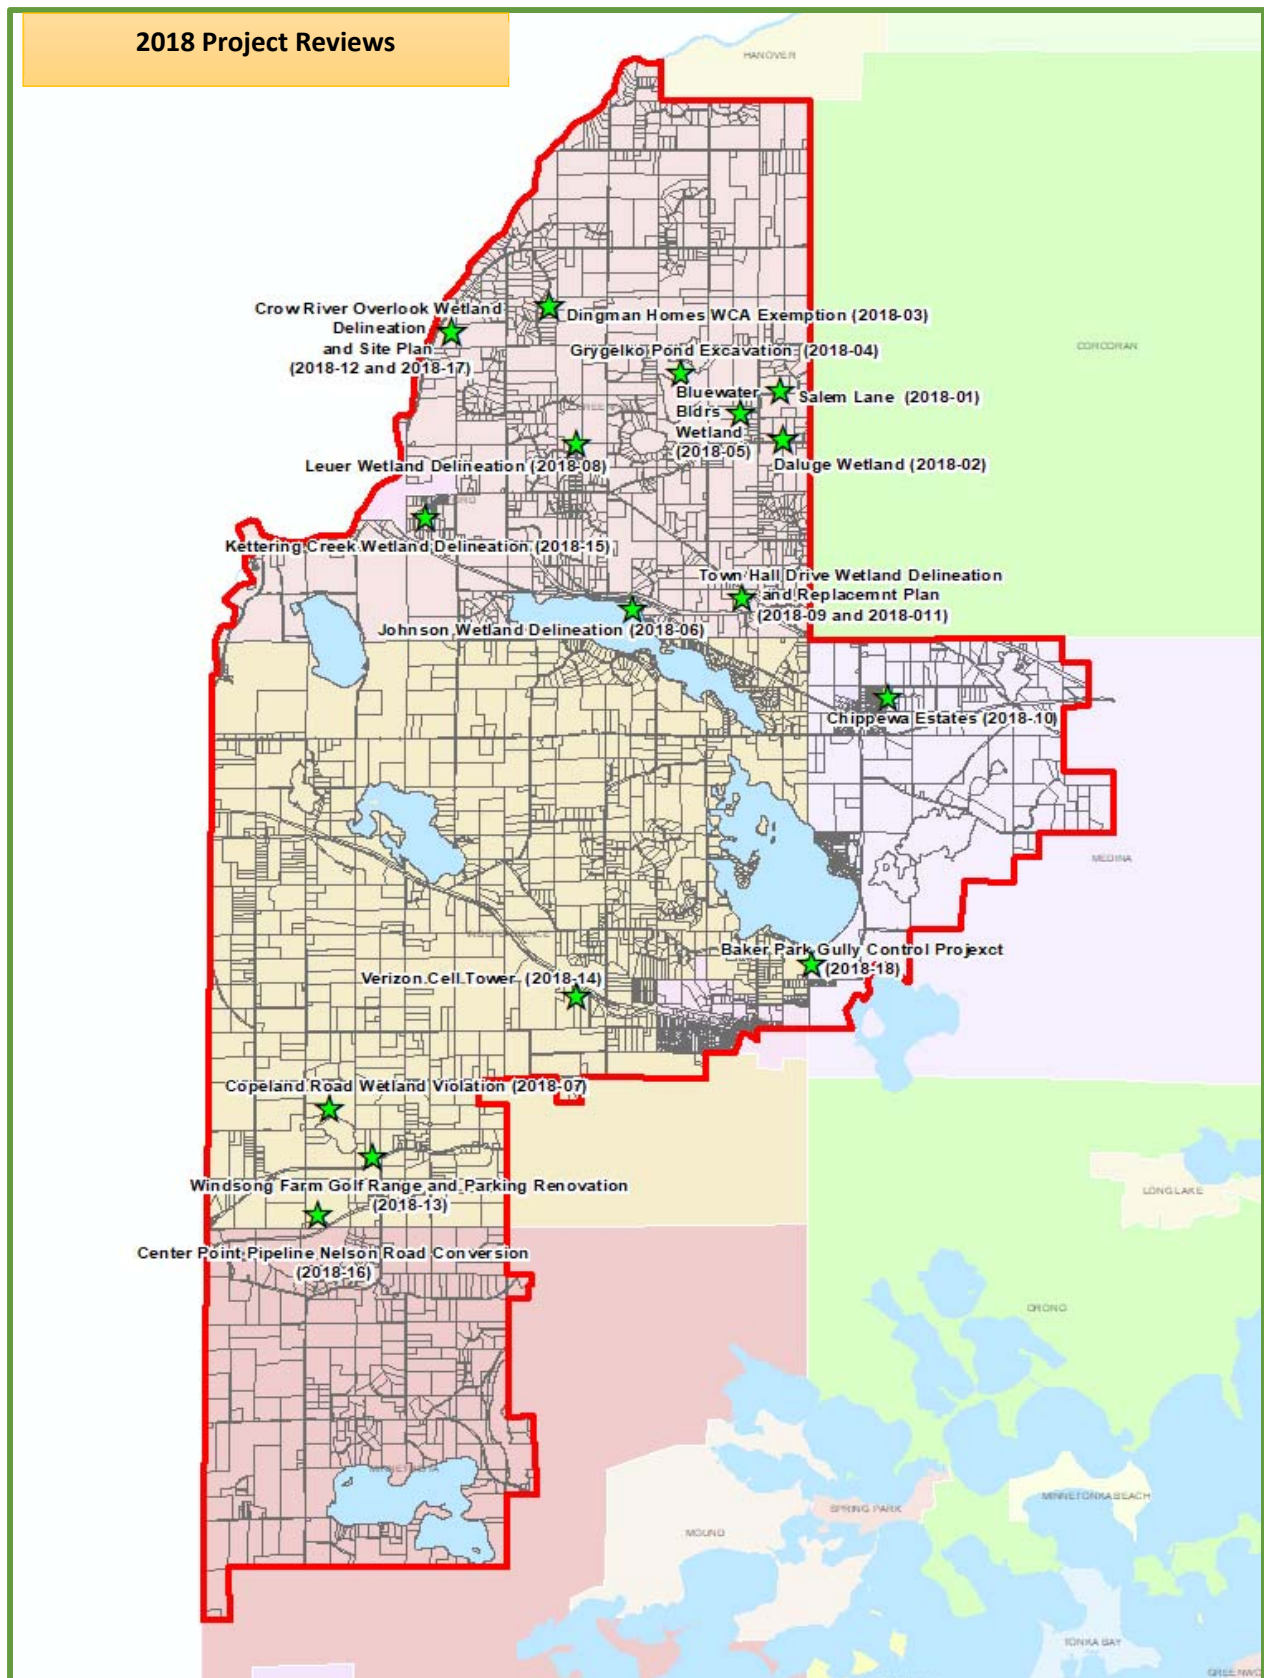 2018 Project Reviews
HANOVER
Crow River Overlook Wetland
Delineation
and Site Plan
(2018-12 and 2018-17)
Dingman Homes WCA Exemption (2018-03)
CORCORAN
Grygelko Pond Excavation (2018-04)
Bluewater
Bldrs
Wetland
(2018-05)
Salem Lane (2018-01)
Daluge Wetland (2018-02)
Leuer Wetland Delineation (2018-08)
Kettering Creek Wetland Delineation (2018-15)
Town Hall Drive Wetland Delineation
and Replacemnt Plan
(2018-09 and 2018-011)
Johnson Wetland Delineation (2018-06)
Chippewa Estates (2018-10)
MEDINA
INDEPENDENCE
Baker Park Gully Control Projexct
(2018-18)
Verizon Cell Tower (2018-14)
Copeland Road Wetland Violation (2018-07)
Windsong Farm Golf Range and Parking Renovation
(2018-13)
LONG LAKE
Center Point Pipeline Nelson Road Conversion
(2018-16)
ORONO
MINNETRISTA
MINNETONKA BEACH
SPRING PARK
MOUND
TONKA BAY